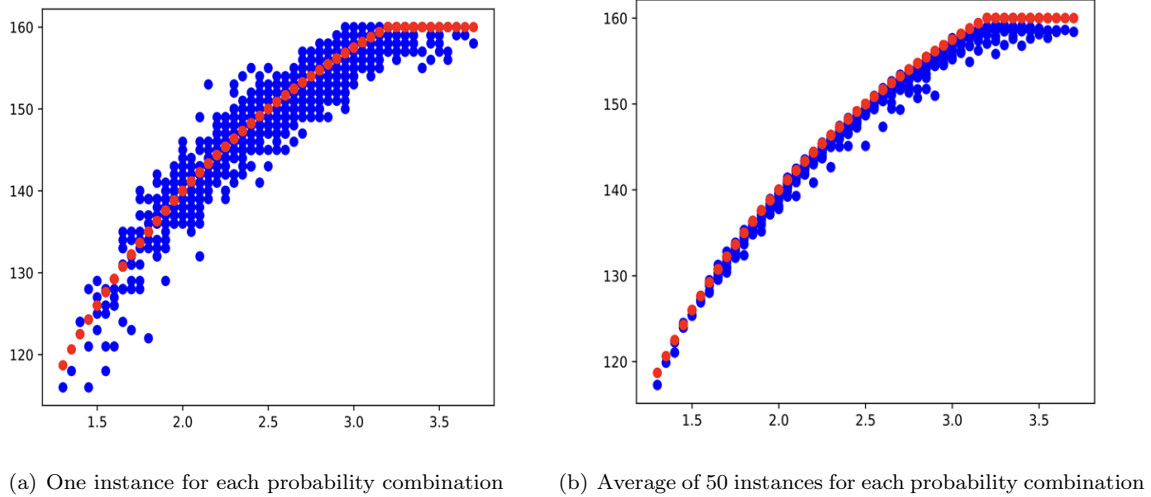 160
150
140
130
120
1.5 2.0 2.5 3.0 3.5
(a) One instance for each probability combination
160
150
140
130
120
1.5 2.0 2.5 3.0 3.5
(b) Average of 50 instances for each probability combination